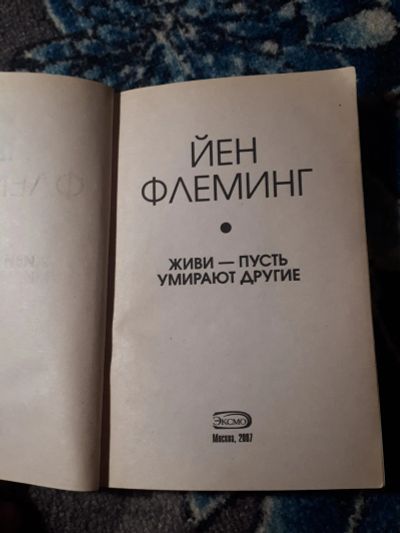 ЙЕН
ФЛЕМИНГ
•
ЖИВИ — ПУСТЬ
УМИРАЮТ ДРУГИЕ
ЭКСМО
Москва, 2007